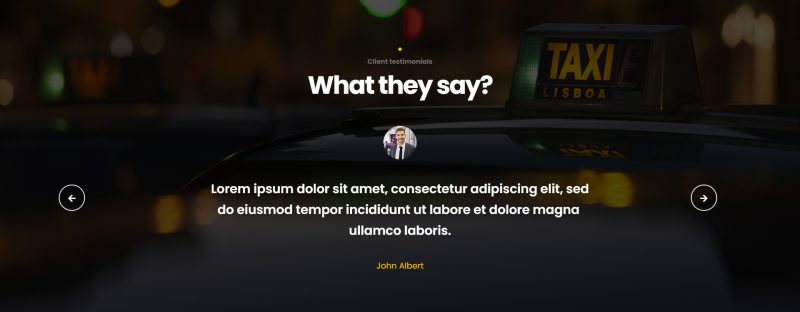 TAXI
LISBOA
Client testimonials
What they say?
Lorem ipsum dolor sit amet, consectetur adipiscing elit, sed
do eiusmod tempor incididunt ut labore et dolore magna
ullamco laboris.
John Albert